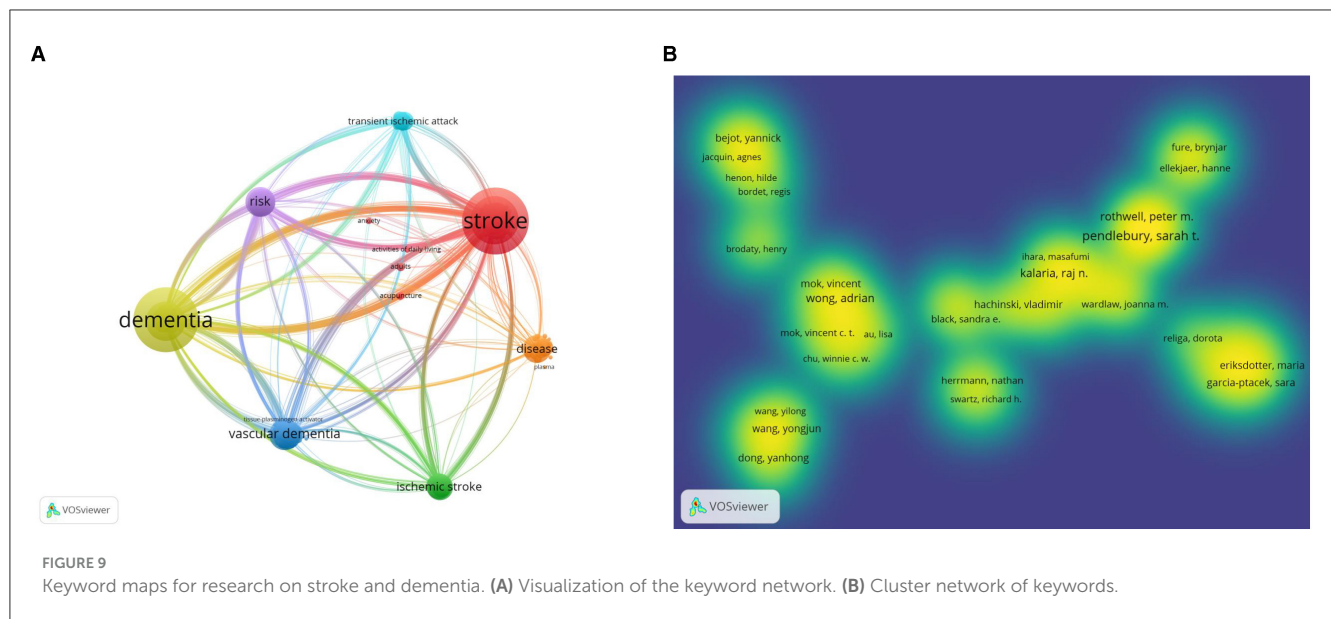 A
transient ischemic attack
risk
stroke
anxiety
activities of daily living
adults
acupuncture
dementia
disease
plasma
tissue-plasminogen activator
vascular dementia
ischemic stroke
VOSviewer
B
bejot, yannick
jacquin, agnes
henon, hilde
bordet, regis
brodaty, henry
fure, brynjar
ellekjaer, hanne
rothwell, peter m.
pendlebury, sarah t.
ihara, masafumi
kalaria, raj n.
mok, vincent
wong, adrian
hachinski, vladimir
wardlaw, joanna m.
black, sandra e.
mok, vincent c. t.
au, lisa
chu, winnie c. w.
religa, dorota
eriksdotter, maria
garcia-ptacek, sara
herrmann, nathan
swartz, richard h.
wang, yilong
wang, yongjun
dong, yanhong
VOSviewer
FIGURE 9
Keyword maps for research on stroke and dementia. (A) Visualization of the keyword network. (B) Cluster network of keywords.